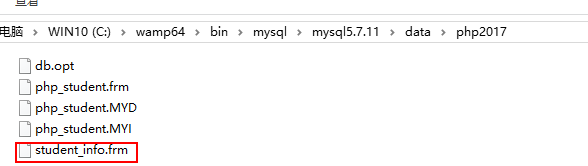 查看
电脑 › WIN10 (C:) › wamp64 › bin › mysql › mysql5.7.11 › data › php2017
db.opt
php_student.frm
php_student.MYD
php_student.MYI
student_info.frm